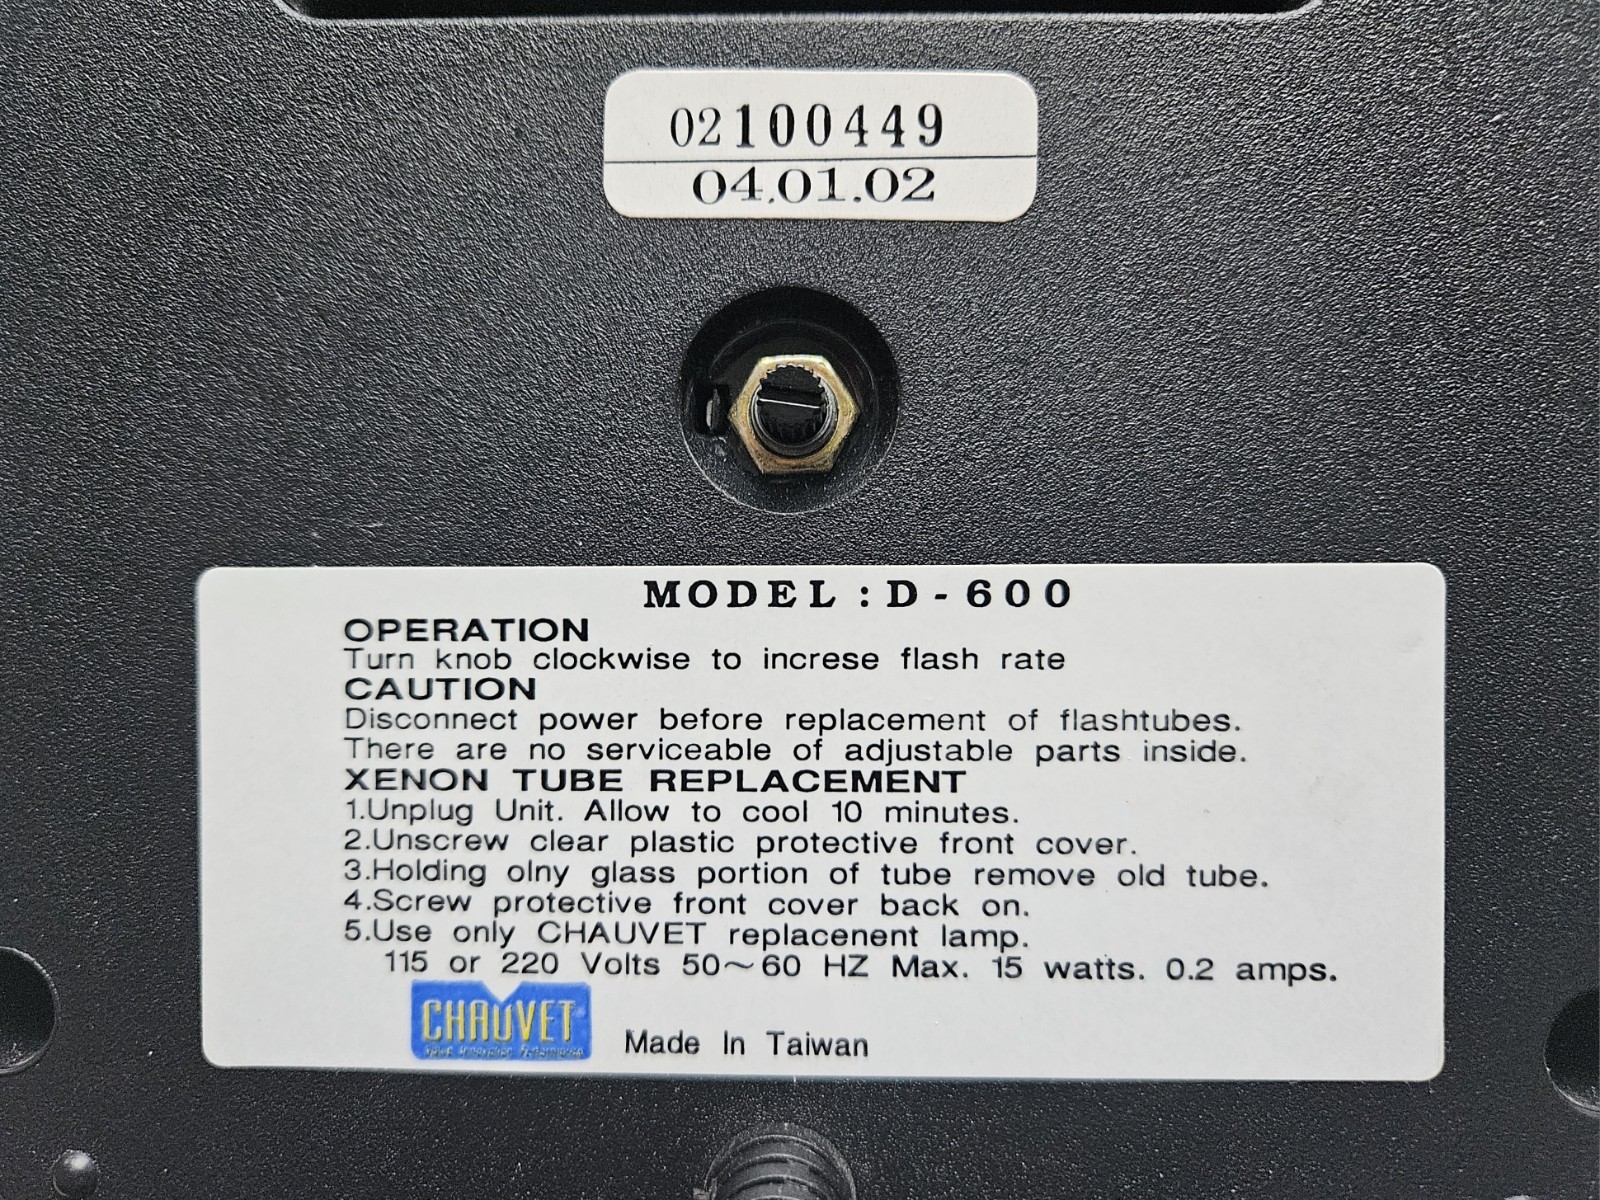 02100449
04.01.02
MODEL : D - 600
OPERATION
Turn knob clockwise to increse flash rate
CAUTION
Disconnect power before replacement of flashtubes.
There are no serviceable of adjustable parts inside.
XENON TUBE REPLACEMENT
1.Unplug Unit. Allow to cool 10 minutes.
2.Unscrew clear plastic protective front cover.
3.Holding olny glass portion of tube remove old tube.
4.Screw protective front cover back on.
5.Use only CHAUVET replacenent lamp.
115 or 220 Volts 50~60 HZ Max. 15 watts. 0.2 amps.
CHAUVET
Made In Taiwan